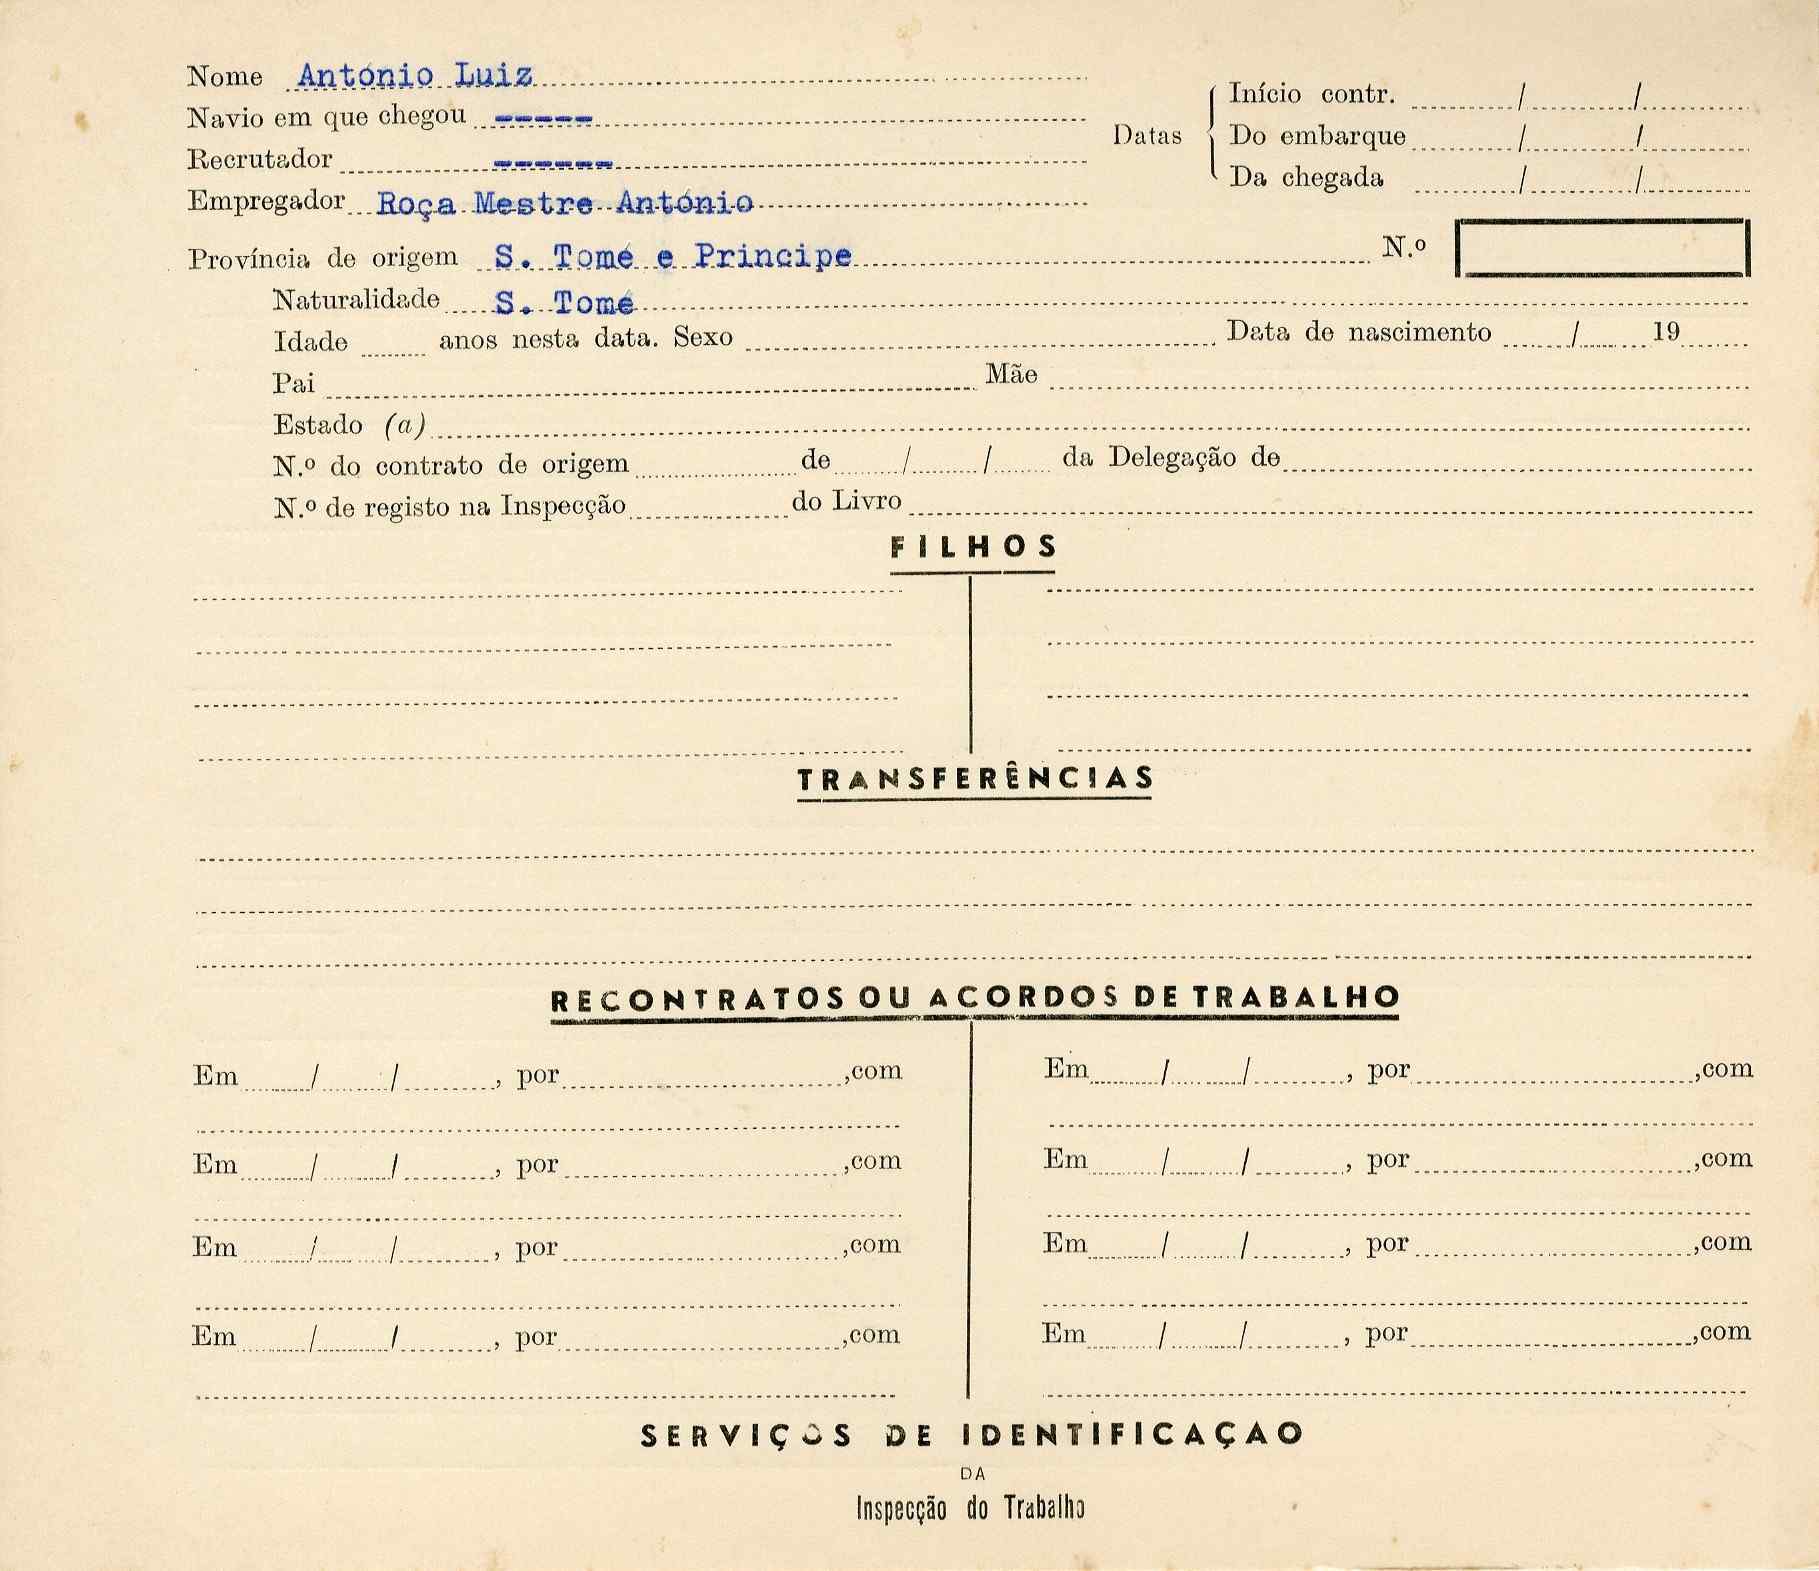 Nome António Luiz
Navio em que chegou -----
Recrutador ------
Empregador Roça Mestre António
Datas
Início contr. / /
Do embarque / /
Da chegada / /
Província de origem S. Tomé e Principe N.º
Naturalidade S. Tomé
Idade anos nesta data. Sexo Data de nascimento / 19
Pai Mãe
Estado (a)
N.º do contrato de origem de / / da Delegação de
N.º de registo na Inspecção do Livro
FILHOS
TRANSFERÊNCIAS
RECONTRATOS OU ACORDOS DE TRABALHO
Em / / , por ,com
Em / / , por ,com
Em / / , por ,com
Em / / , por ,com
Em / / , por ,com
Em / / , por ,com
Em / / , por ,com
Em / / , por ,com
SERVIÇOS DE IDENTIFICAÇAO
DA
Inspecção do Trabalho